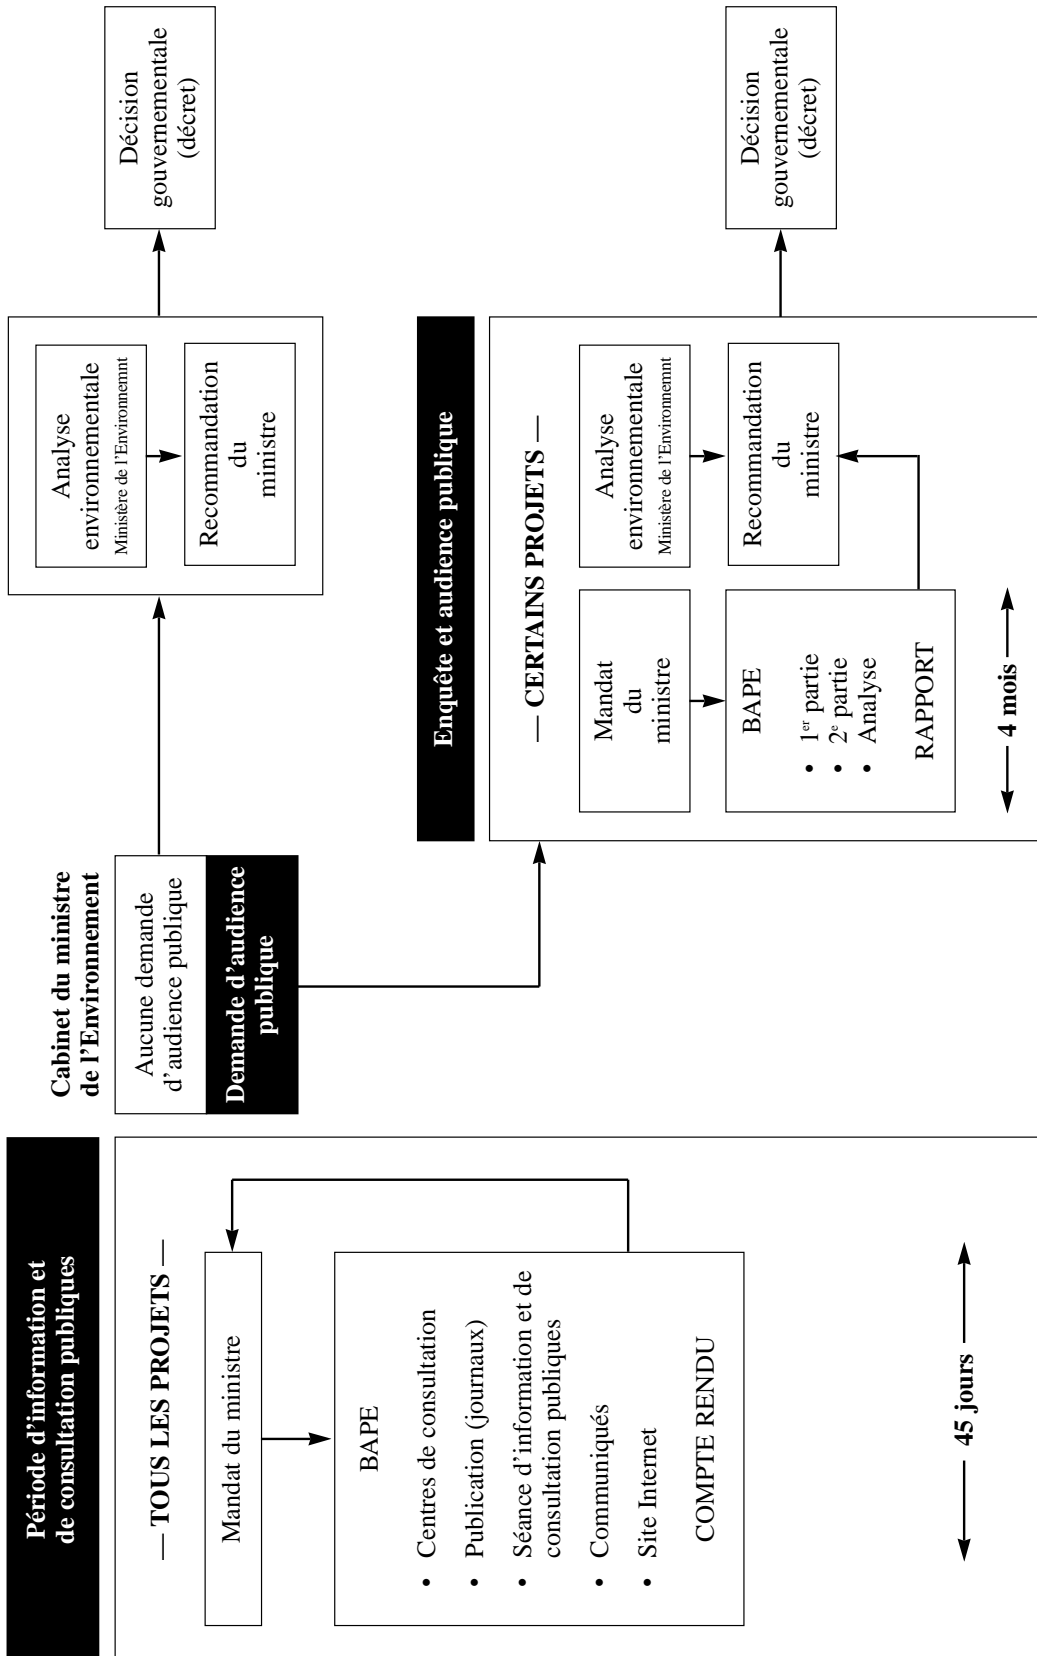 Période d'information et
de consultation publiques
— TOUS LES PROJETS —
Mandat du ministre
BAPE
• Centres de consultation
• Publication (journaux)
• Séance d'information et de
consultation publiques
• Communiqués
• Site Internet
COMPTE RENDU
45 jours
Cabinet du ministre
de l'Environnement
Aucune demande
d'audience publique
Demande d'audience
publique
Analyse
environnementale
Ministère de l'Environnemnt
Recommandation
du
ministre
Décision
gouvernementale
(décret)
Enquête et audience publique
— CERTAINS PROJETS —
Mandat
du
ministre
BAPE
• 1er partie
• 2e partie
• Analyse
RAPPORT
4 mois
Analyse
environnementale
Ministère de l'Environnemnt
Recommandation
du
ministre
Décision
gouvernementale
(décret)